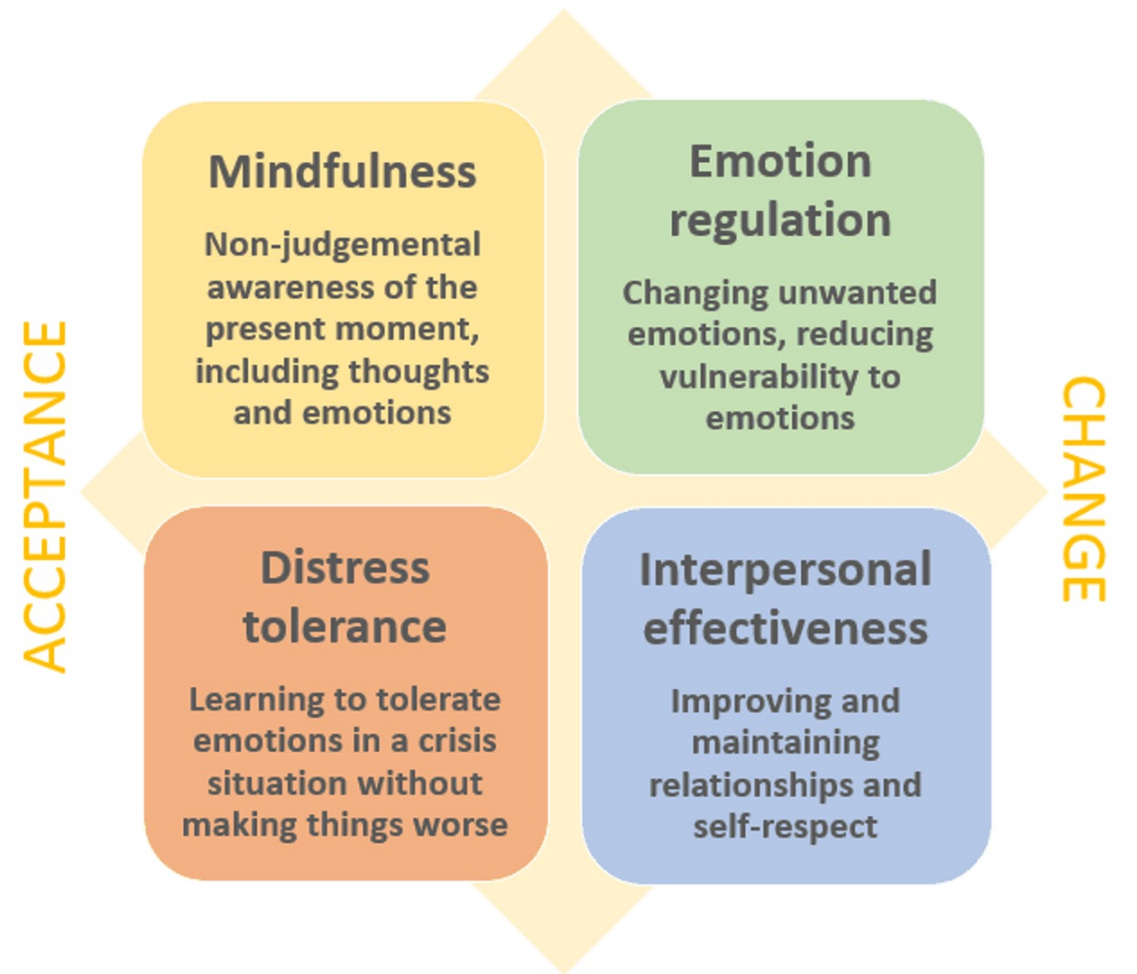 ACCEPTANCE
Mindfulness
Non-judgemental
awareness of the
present moment,
including thoughts
and emotions
Emotion
regulation
Changing unwanted
emotions, reducing
vulnerability to
emotions
Distress
tolerance
Learning to tolerate
emotions in a crisis
situation without
making things worse
Interpersonal
effectiveness
Improving and
maintaining
relationships and
self-respect
CHANGE